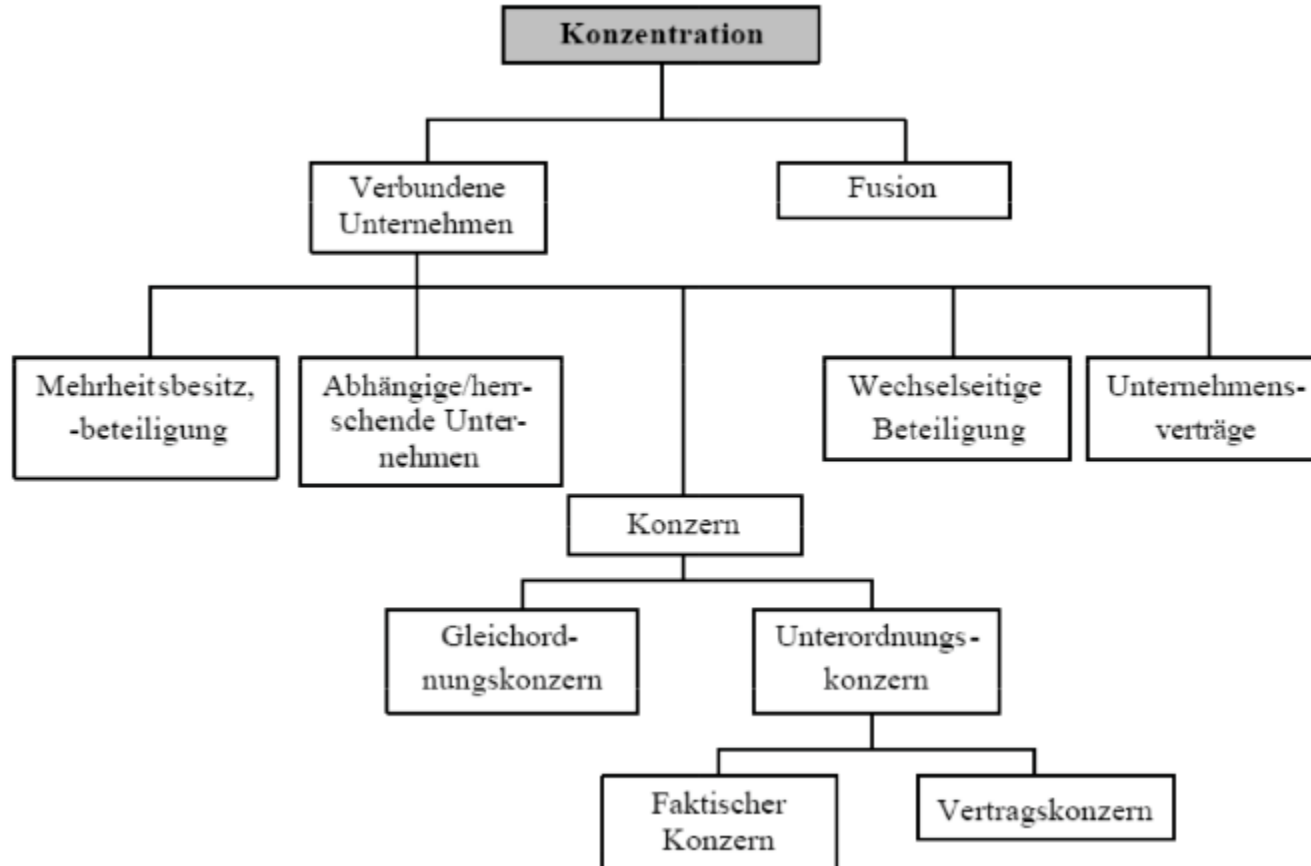 Konzentration
Verbundene
Unternehmen
Fusion
Mehrheitsbesitz,
-beteiligung
Abhängige/herr-
schende Unter-
nehmen
Wechselseitige
Beteiligung
Unternehmens-
verträge
Konzern
Gleichord-
nungskonzern
Unterordnungs-
konzern
Faktischer
Konzern
Vertragskonzern